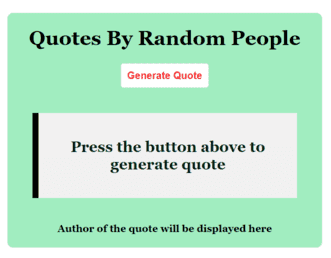 Quotes By Random People
Generate Quote
Press the button above to
generate quote
Author of the quote will be displayed here